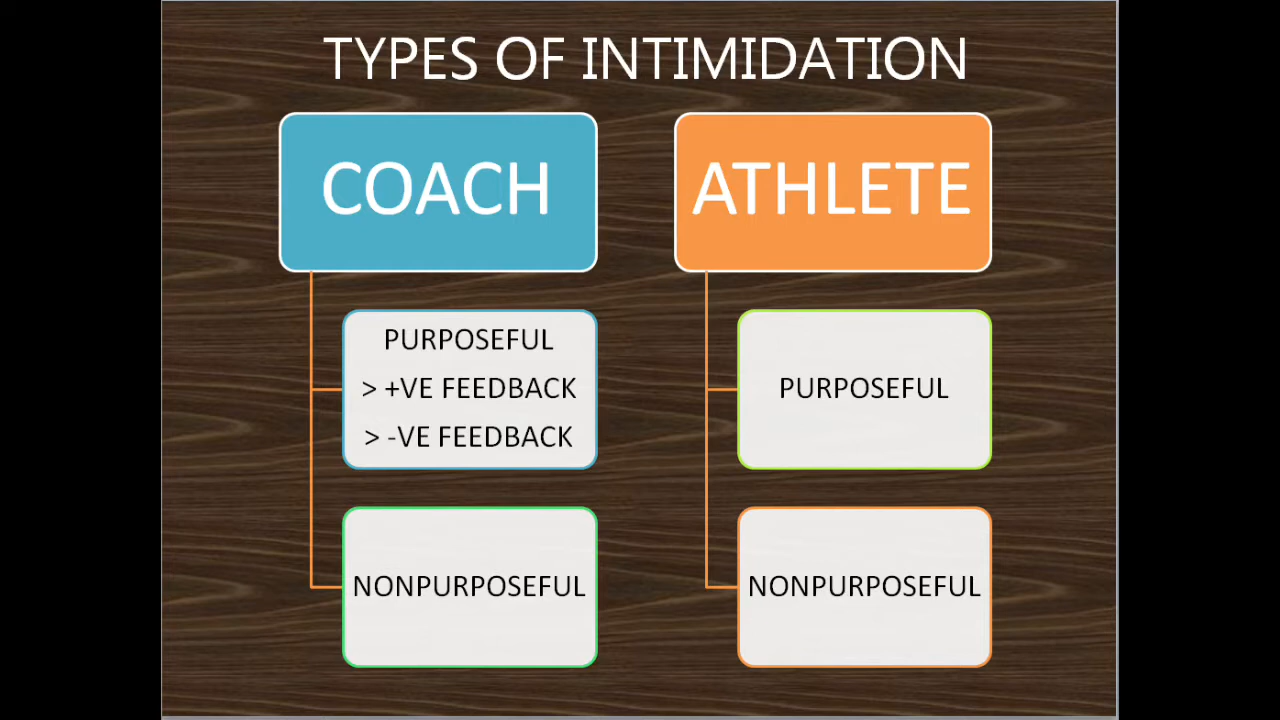 TYPES OF INTIMIDATION
COACH
PURPOSEFUL
> +VE FEEDBACK
> -VE FEEDBACK
NONPURPOSEFUL
ATHLETE
PURPOSEFUL
NONPURPOSEFUL